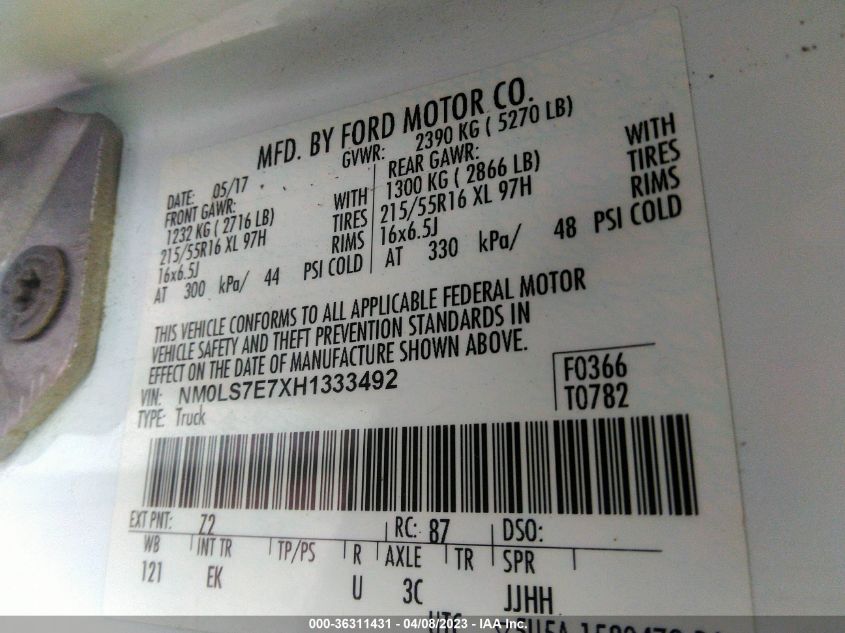 MFD. BY FORD MOTOR CO.
DATE: 05/17
GVWR: 2390 KG ( 5270 LB)
FRONT GAWR:
1232 KG ( 2716 LB) WITH
215/55R16 XL 97H TIRES
16x6.5J RIMS
AT 300 kPa/ 44 PSI COLD
REAR GAWR: WITH
1300 KG ( 2866 LB) TIRES
215/55R16 XL 97H RIMS
16x6.5J
AT 330 kPa/ 48 PSI COLD
THIS VEHICLE CONFORMS TO ALL APPLICABLE FEDERAL MOTOR
VEHICLE SAFETY AND THEFT PREVENTION STANDARDS IN
EFFECT ON THE DATE OF MANUFACTURE SHOWN ABOVE.
VIN: NM0LS7E7XH1333492
TYPE: Truck
F0366
T0782
EXT PNT: Z2 RC: 87 DSO:
WB INT TR TP/PS R AXLE TR SPR
121 EK U 3C JJHH
UTC
000-36311431 - 04/08/2023 - IAA Inc.